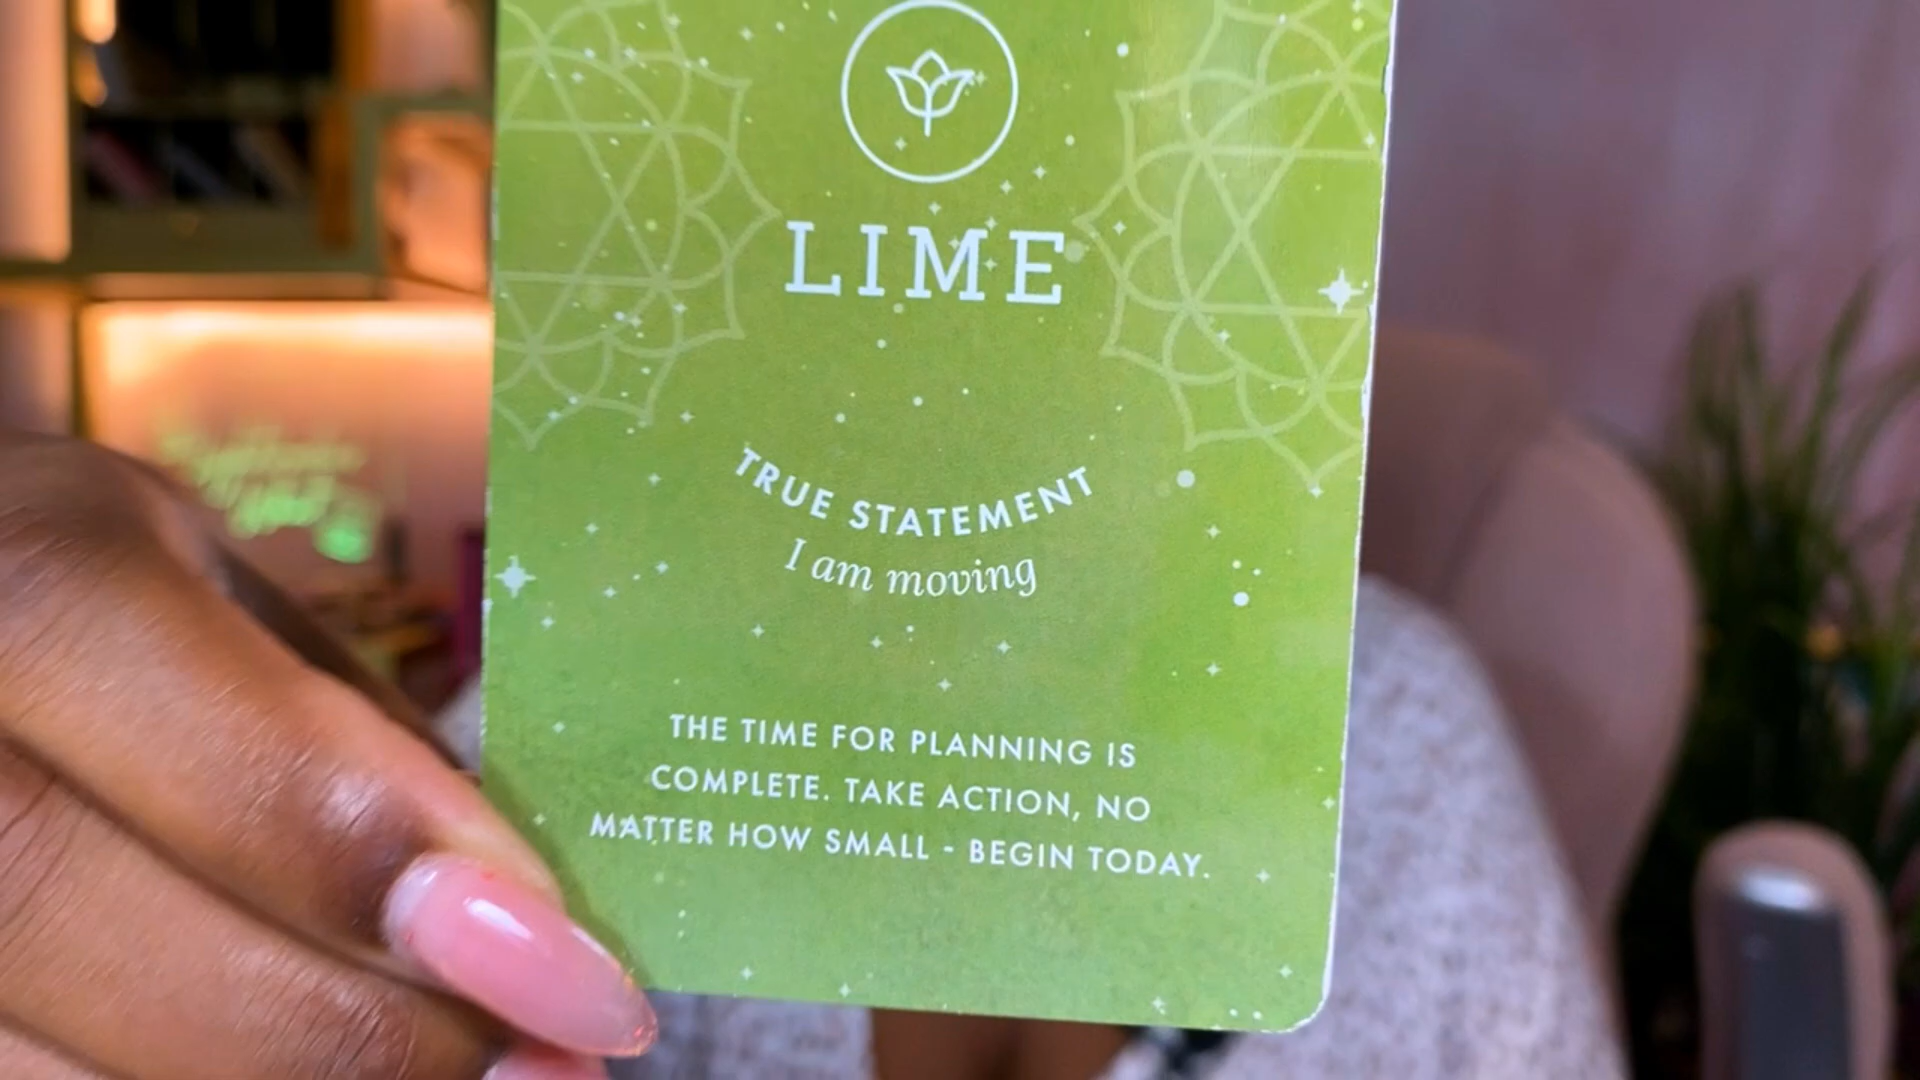 LIME
TRUE STATEMENT
I am moving
THE TIME FOR PLANNING IS
COMPLETE. TAKE ACTION, NO
MATTER HOW SMALL - BEGIN TODAY.